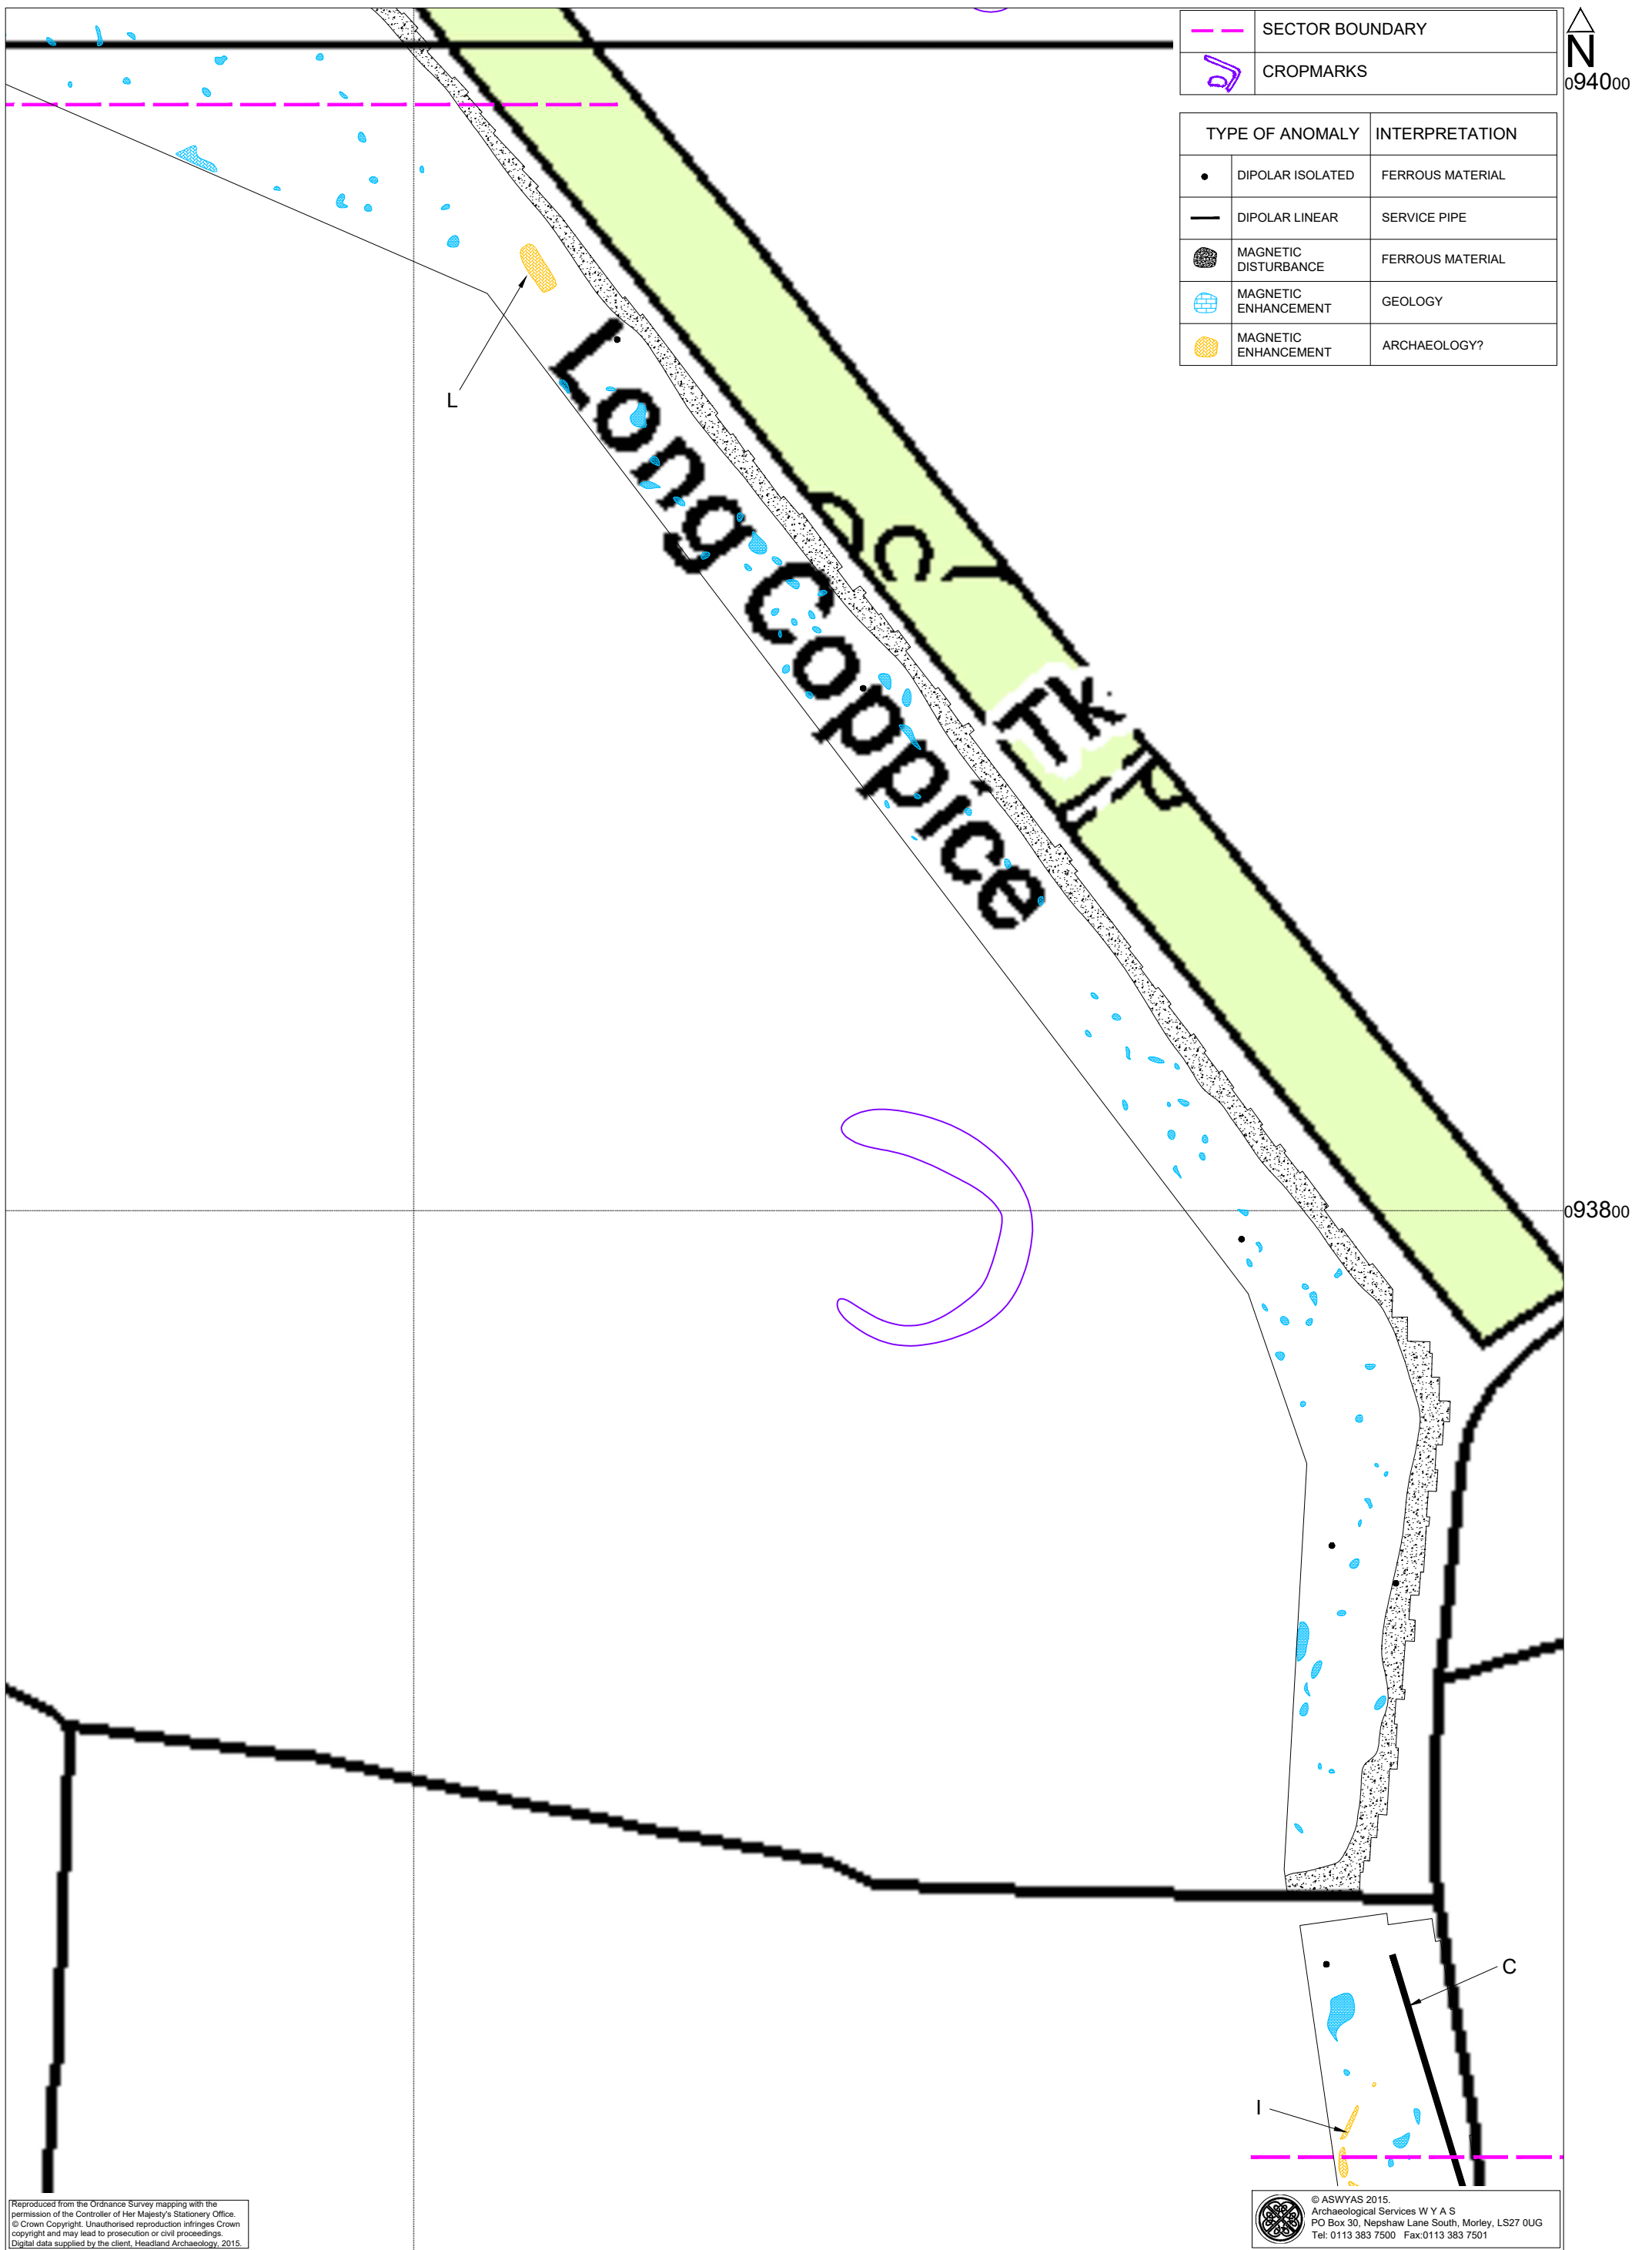 SECTOR BOUNDARY
CROPMARKS
N
094000
TYPE OF ANOMALY INTERPRETATION
DIPOLAR ISOLATED FERROUS MATERIAL
DIPOLAR LINEAR SERVICE PIPE
MAGNETIC
DISTURBANCE
FERROUS MATERIAL
MAGNETIC
ENHANCEMENT
GEOLOGY
MAGNETIC
ENHANCEMENT
ARCHAEOLOGY?
L
Long Coppice
Tk
093800
C
I
Reproduced from the Ordnance Survey mapping with the
permission of the Controller of Her Majesty's Stationery Office.
© Crown Copyright. Unauthorised reproduction infringes Crown
copyright and may lead to prosecution or civil proceedings.
Digital data supplied by the client, Headland Archaeology, 2015.
© ASWYAS 2015.
Archaeological Services W Y A S
PO Box 30, Nepshaw Lane South, Morley, LS27 0UG
Tel: 0113 383 7500 Fax:0113 383 7501